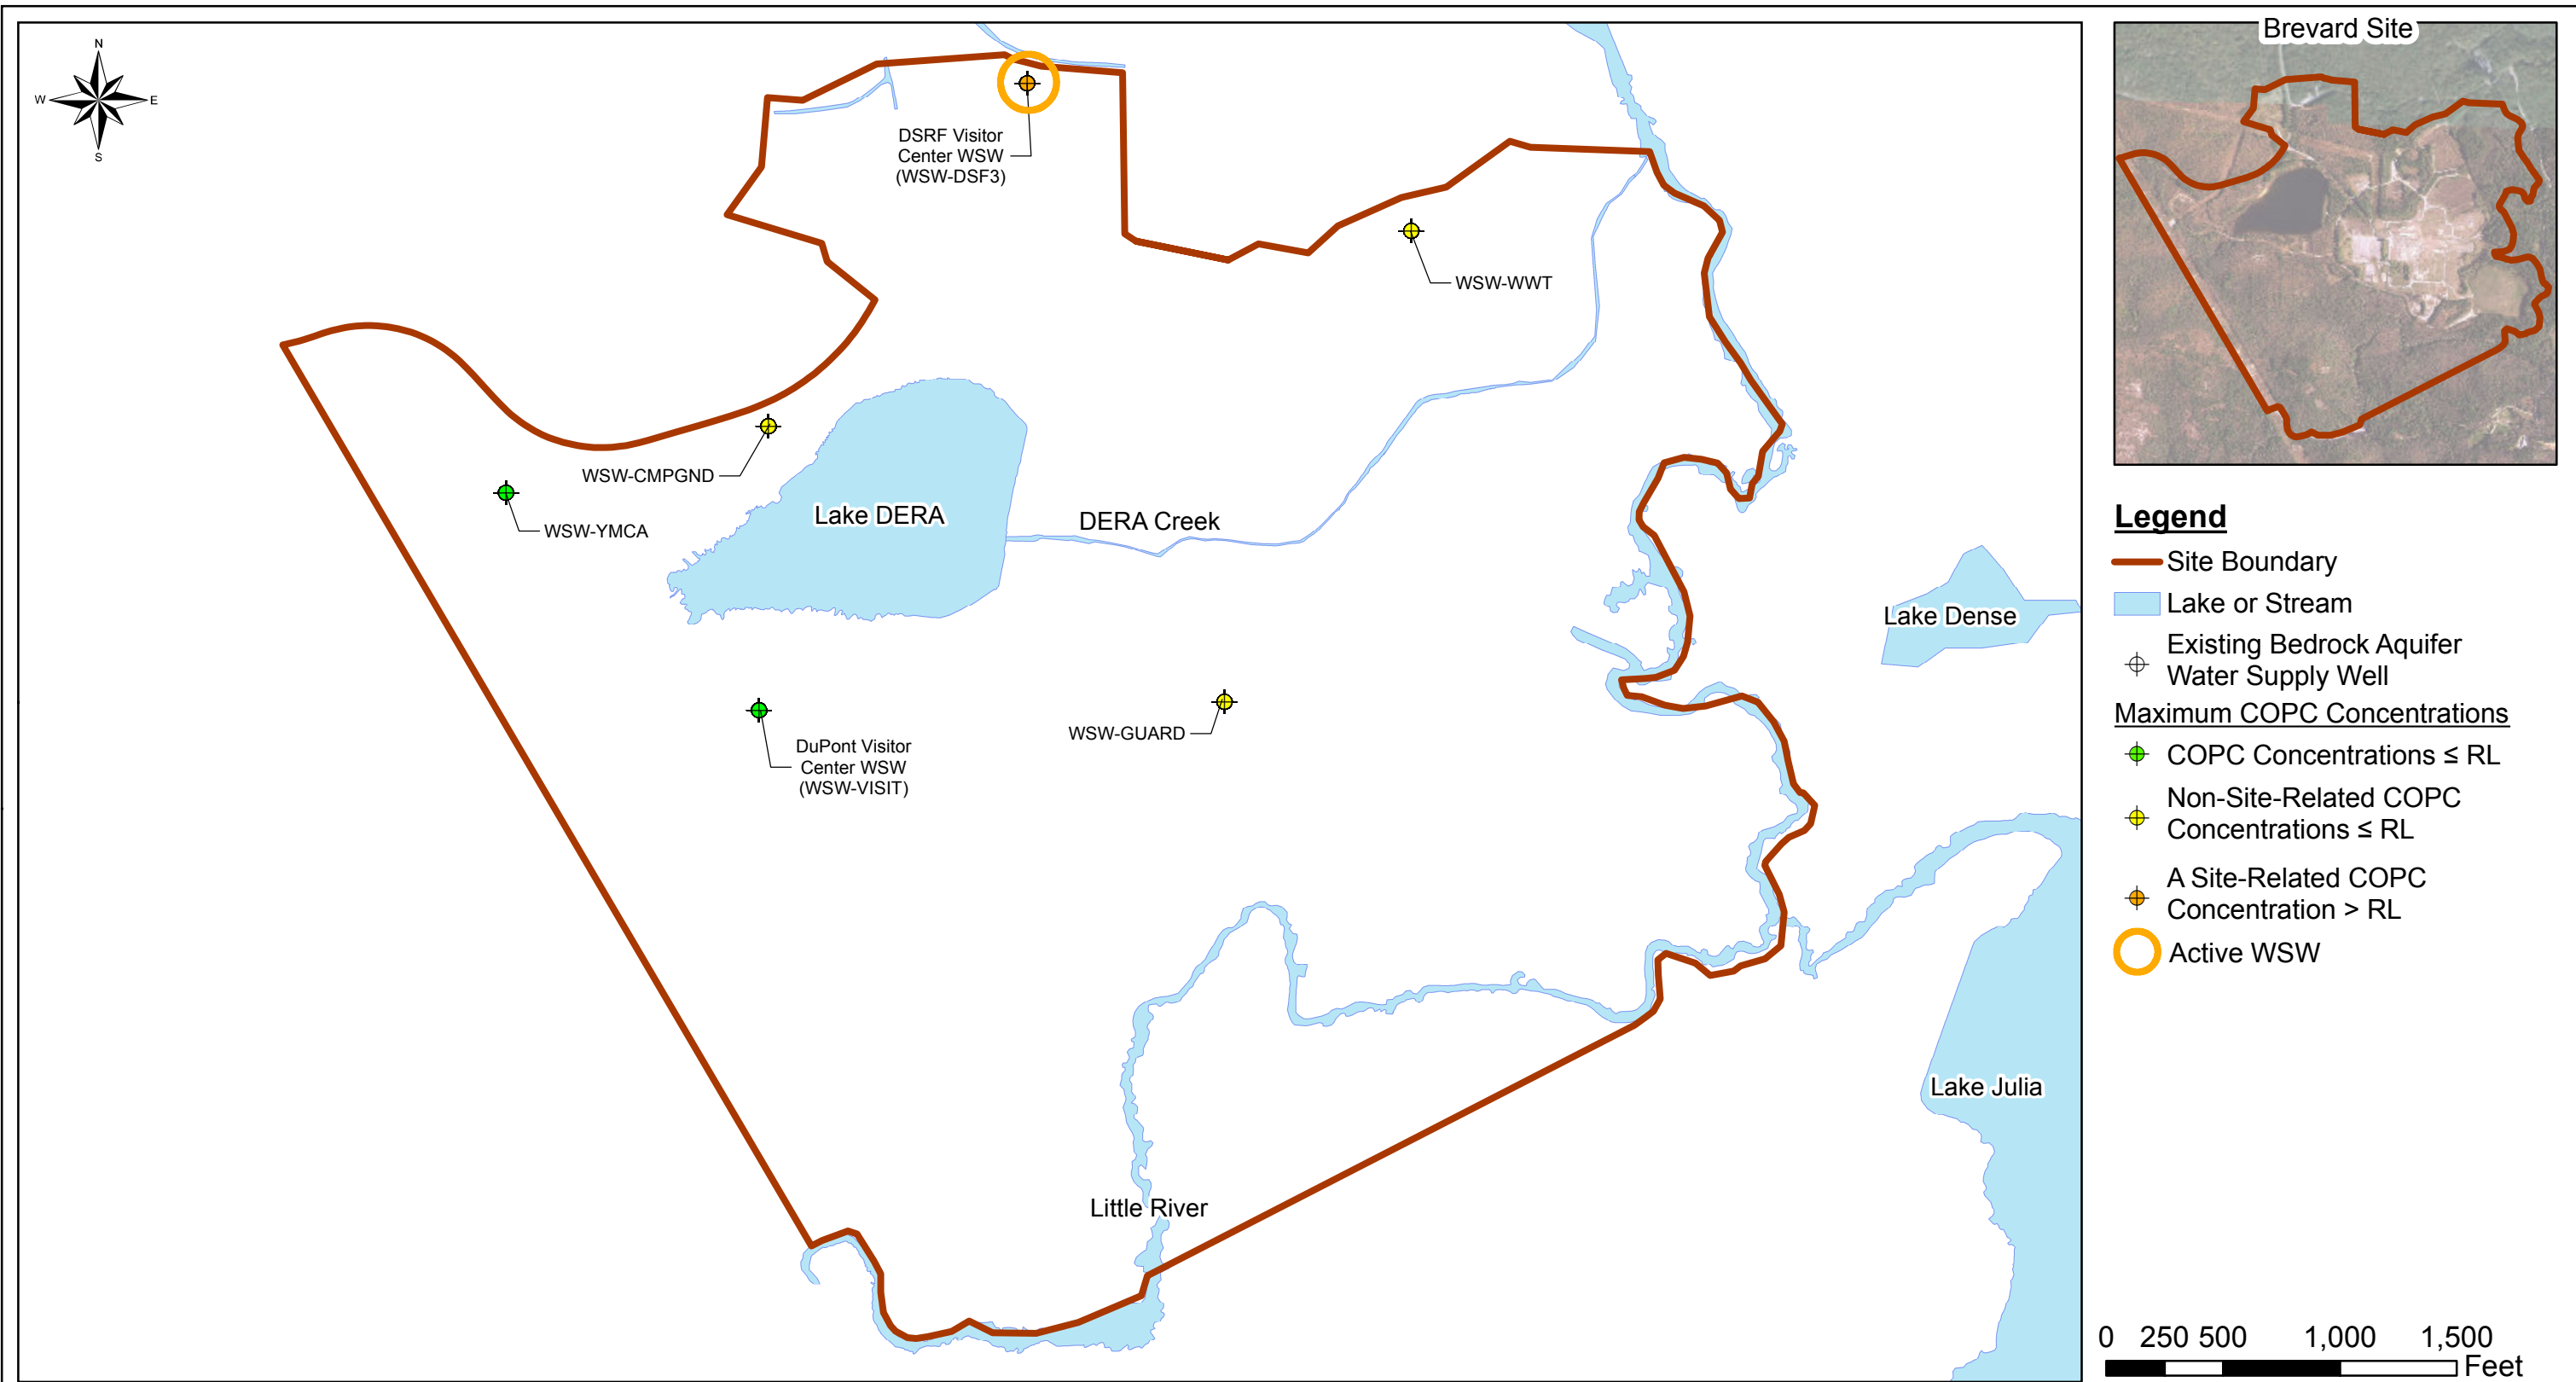 N
W
E
S
DSRF Visitor
Center WSW
(WSW-DSF3)
WSW-WWT
WSW-CMPGND
WSW-YMCA
Lake DERA
DERA Creek
Lake Dense
DuPont Visitor
Center WSW
(WSW-VISIT)
WSW-GUARD
Lake Julia
Little River
Brevard Site
Legend
Site Boundary
Lake or Stream
Existing Bedrock Aquifer
Water Supply Well
Maximum COPC Concentrations
COPC Concentrations ≤ RL
Non-Site-Related COPC
Concentrations ≤ RL
A Site-Related COPC
Concentration > RL
Active WSW
0 250 500 1,000 1,500
Feet